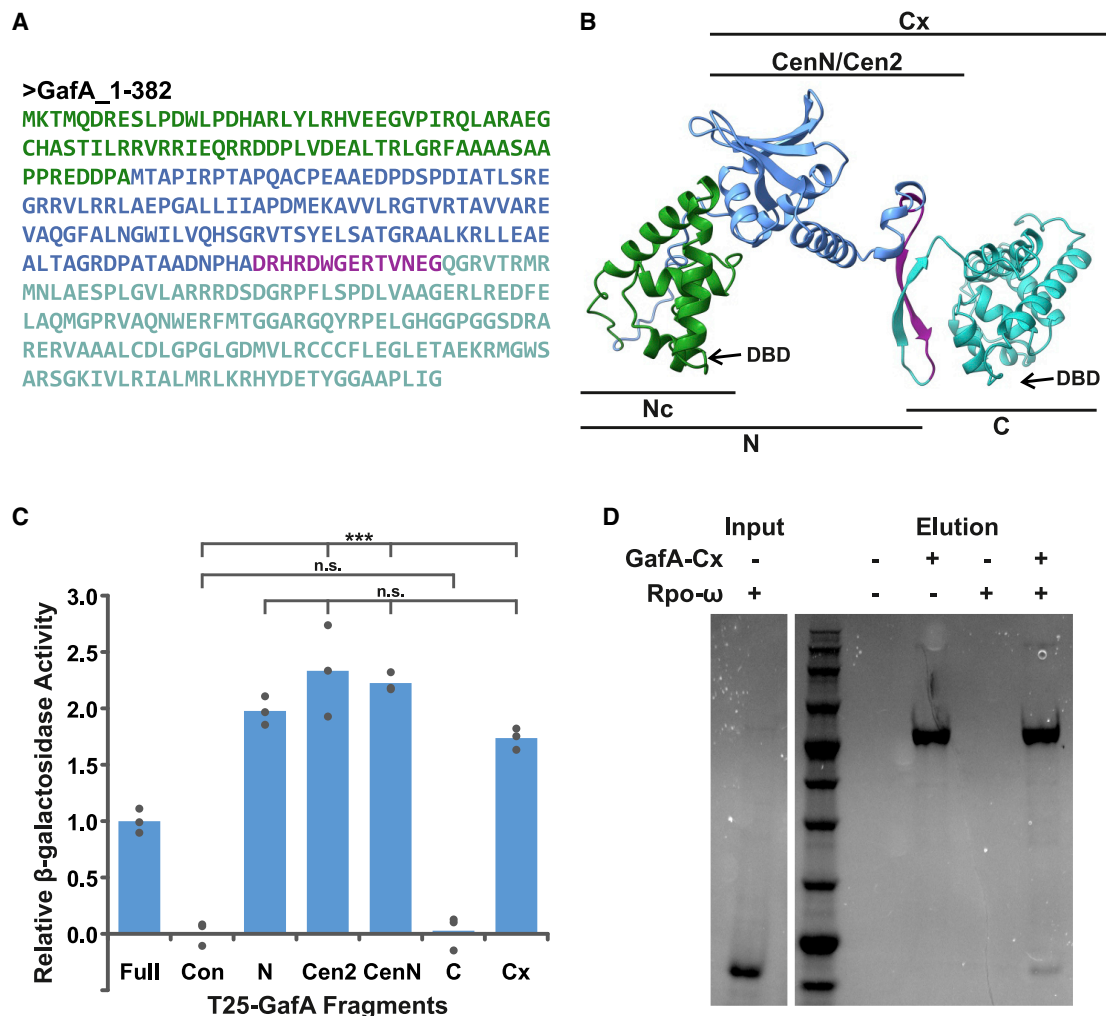 A
>GafA_1-382
MKTMQDRESLPDWLPDHARLYLRHVEEGVPIRQLARAEG
CHASTILRRVRRIEQRRDDPLVDEALTRLGRFAAAASAA
PPREDDPAMTAPIRPTAPQACPEAAEDPDSPDIATLSRE
GRRVLRRLAEPGALLIIAPDMEKAVVLRGTVRTAVVARE
VAQGFALNGWILVQHSGRVTSYELSATGRAALKRLLEAE
ALTAGRDPATAADNPHADRHRDWGERTVNEGQGRVTRMR
MNLAESPLGVLARRRDSDGRPFLSPDLVAAGERLREDFE
LAQMGPRVAQNWERFMTGGARGQYRPELGHGGPGGSDRA
RERVAAALCDLGPGLGDMVLRCCCFLEGLETAEKRMGWS
ARSGKIVLRIALMRLKRHYDETYGGAAPLIG
B
Cx
CenN/Cen2
DBD
DBD
Nc
C
N
C
***
n.s.
n.s.
Relative β-galactosidase Activity
3.0
2.5
2.0
1.5
1.0
0.5
0.0
Full Con N Cen2 CenN C Cx
T25-GafA Fragments
D
Input Elution
GafA-Cx - - + - +
Rpo-ω + - - + +